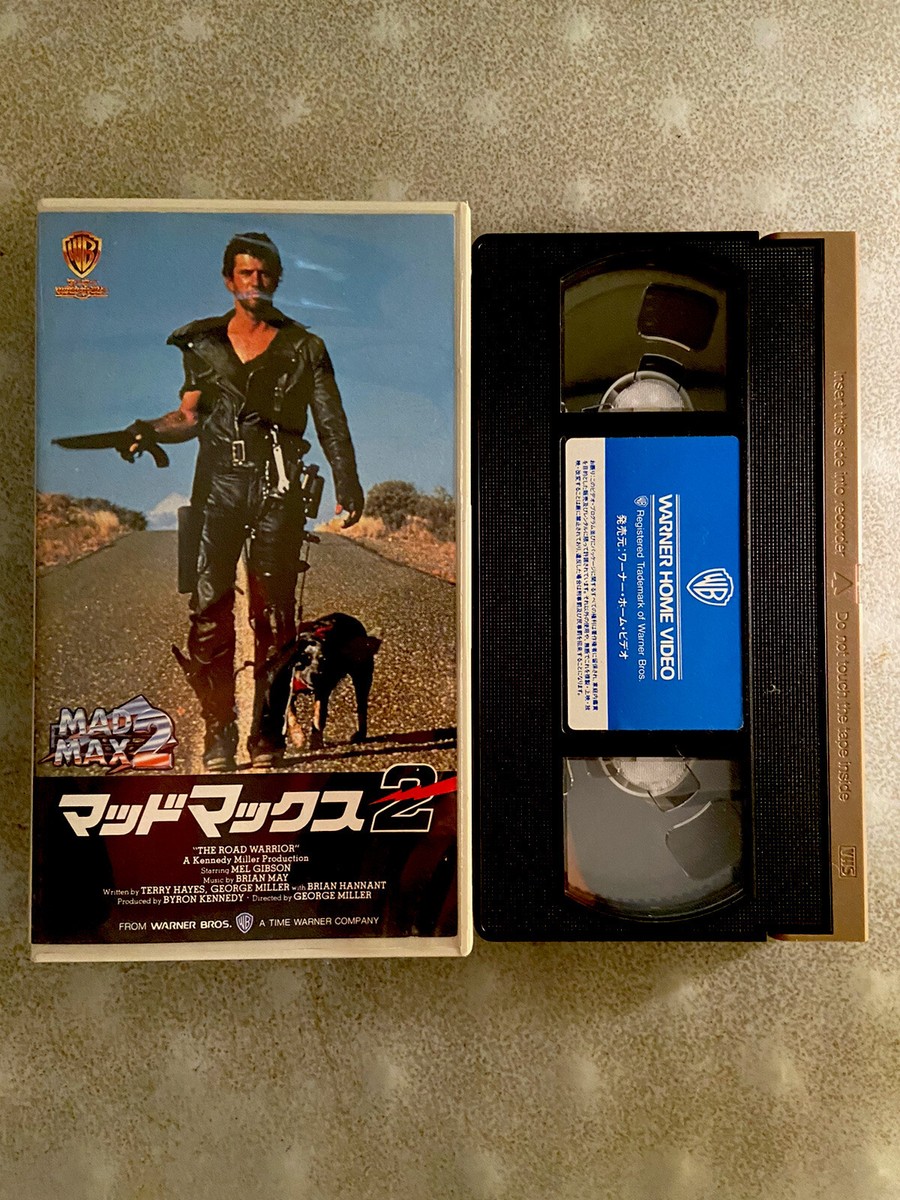 WB
MAD
MAX 2
マッドマックス2
"THE ROAD WARRIOR"
A Kennedy Miller Production
Starring MEL GIBSON
Music by BRIAN MAY
Written by TERRY HAYES, GEORGE MILLER with BRIAN HANNANT
Produced by BYRON KENNEDY · Directed by GEORGE MILLER
FROM WARNER BROS. WB A TIME WARNER COMPANY
WB
WARNER HOME VIDEO
Registered Trademark of Warner Bros.
発売元:ワーナー・ホーム・ビデオ
Insert this side into recorder △ Do not touch the tape inside
VHS